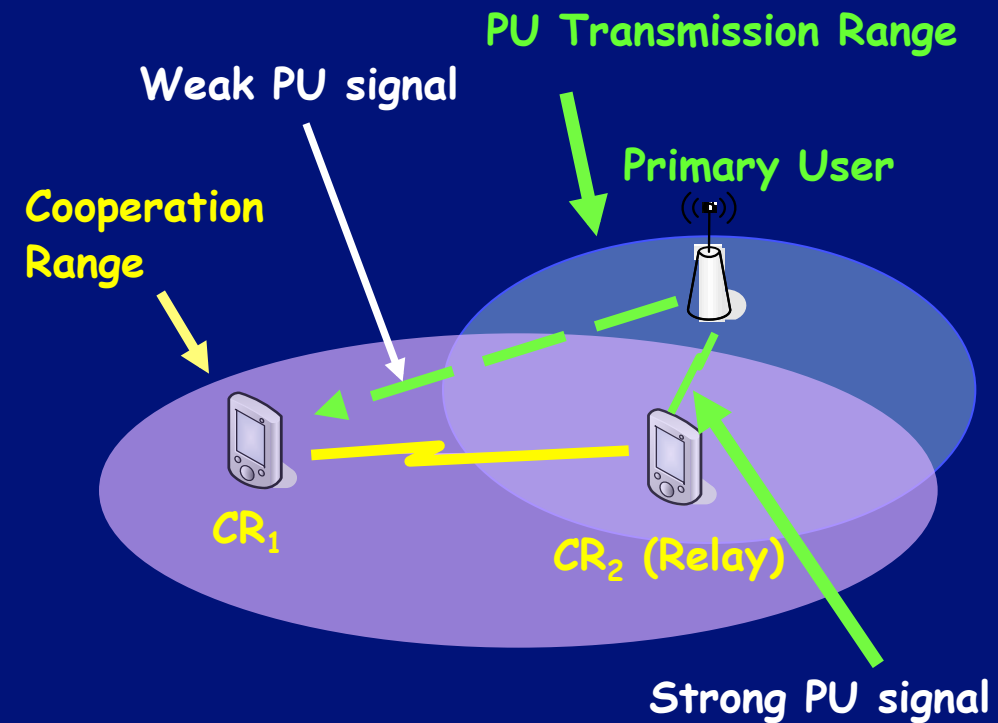 PU Transmission Range
Weak PU signal
Primary User
Cooperation
Range
CR₁
CR₂ (Relay)
Strong PU signal